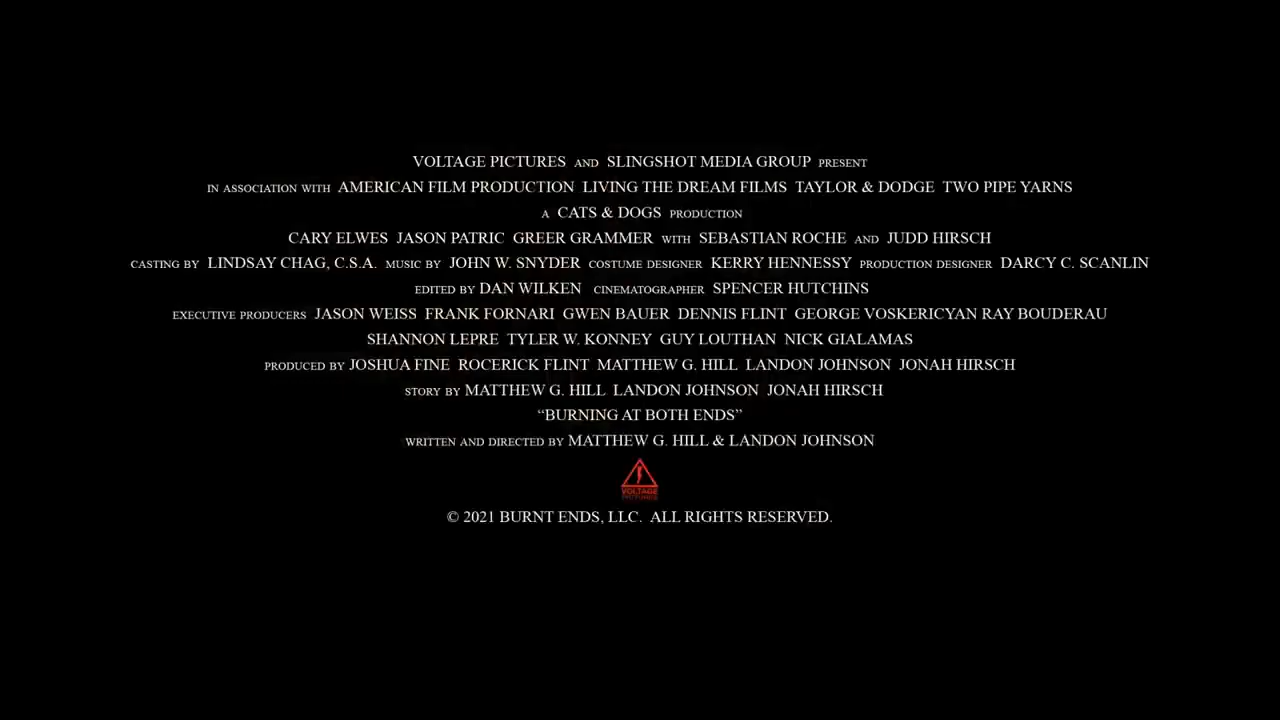 VOLTAGE PICTURES AND SLINGSHOT MEDIA GROUP PRESENT
IN ASSOCIATION WITH AMERICAN FILM PRODUCTION LIVING THE DREAM FILMS TAYLOR & DODGE TWO PIPE YARNS
A CATS & DOGS PRODUCTION
CARY ELWES JASON PATRIC GREER GRAMMER WITH SEBASTIAN ROCHE AND JUDD HIRSCH
CASTING BY LINDSAY CHAG, C.S.A. MUSIC BY JOHN W. SNYDER COSTUME DESIGNER KERRY HENNESSY PRODUCTION DESIGNER DARCY C. SCANLIN
EDITED BY DAN WILKEN CINEMATOGRAPHER SPENCER HUTCHINS
EXECUTIVE PRODUCERS JASON WEISS FRANK FORNARI GWEN BAUER DENNIS FLINT GEORGE VOSKERICYAN RAY BOUDERAU
SHANNON LEPRE TYLER W. KONNEY GUY LOUTHAN NICK GIALAMAS
PRODUCED BY JOSHUA FINE ROCERICK FLINT MATTHEW G. HILL LANDON JOHNSON JONAH HIRSCH
STORY BY MATTHEW G. HILL LANDON JOHNSON JONAH HIRSCH
“BURNING AT BOTH ENDS”
WRITTEN AND DIRECTED BY MATTHEW G. HILL & LANDON JOHNSON
VOLTAGE
PICTURES
© 2021 BURNT ENDS, LLC. ALL RIGHTS RESERVED.